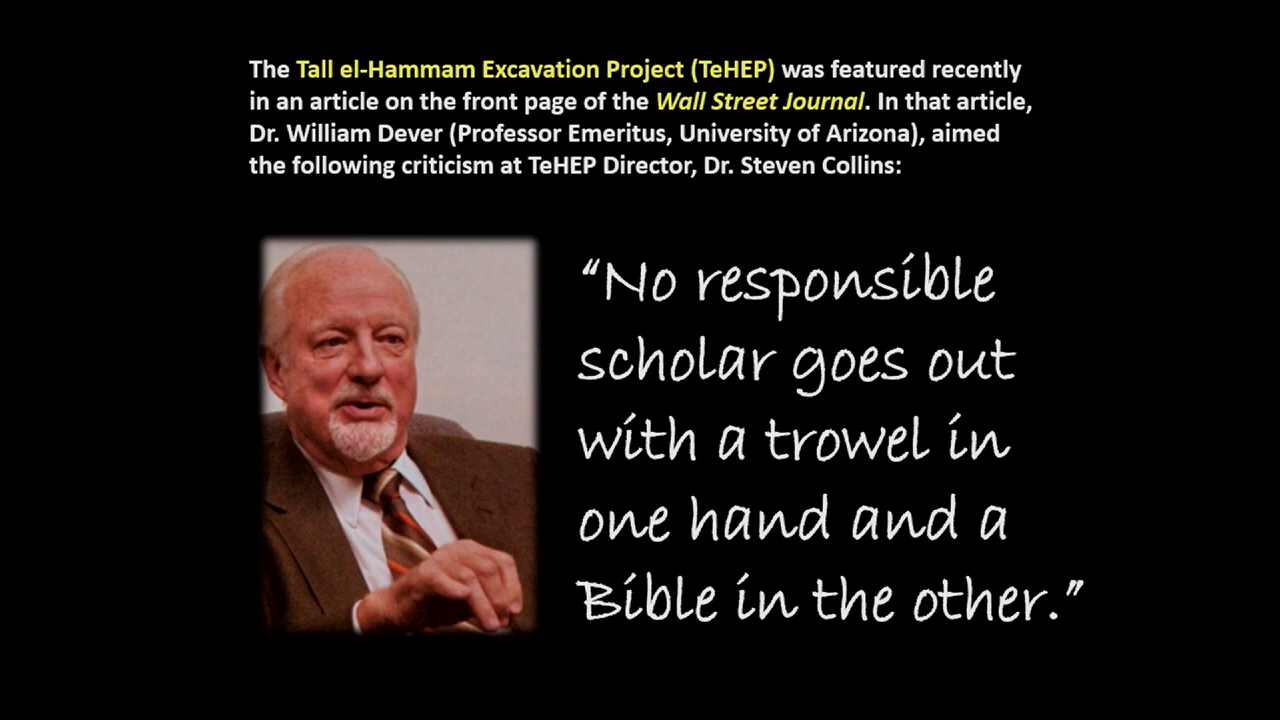 The Tall el-Hammam Excavation Project (TeHEP) was featured recently
in an article on the front page of the Wall Street Journal. In that article,
Dr. William Dever (Professor Emeritus, University of Arizona), aimed
the following criticism at TeHEP Director, Dr. Steven Collins:
“No responsible
scholar goes out
with a trowel in
one hand and a
Bible in the other.”